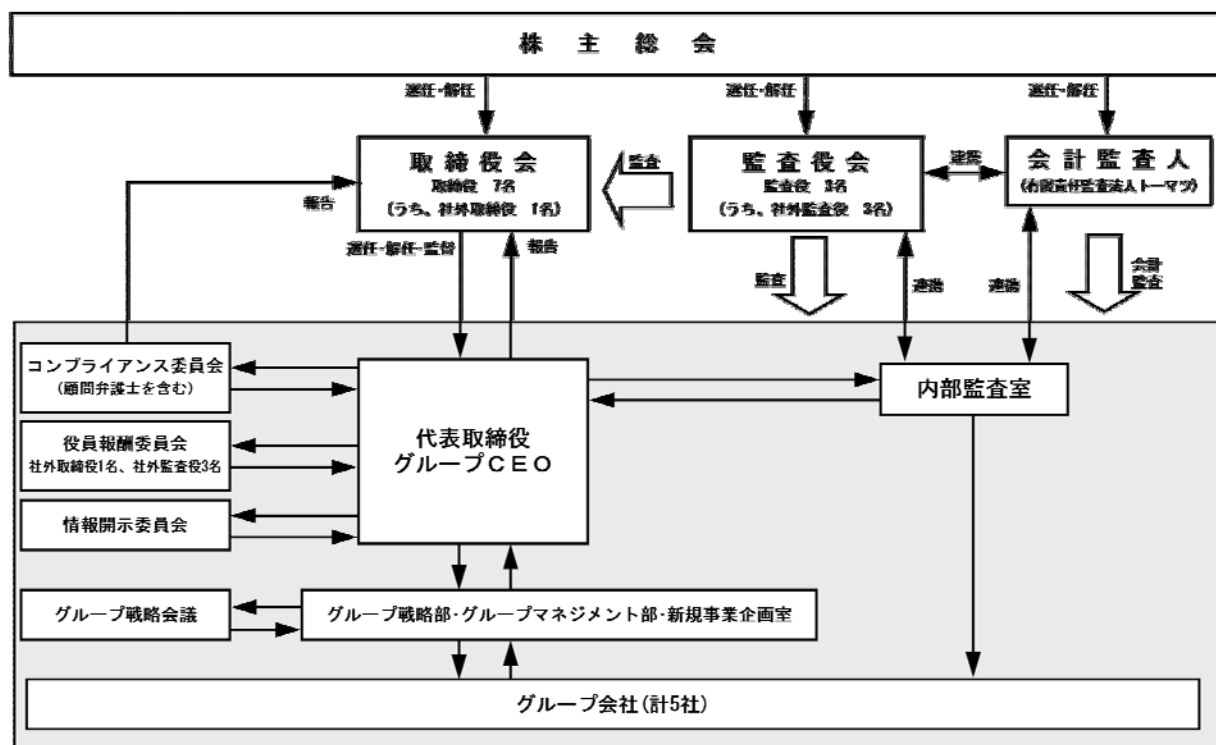 株主総会
選任・解任
選任・解任
選任・解任
取締役会
取締役 7名
(うち、社外取締役 1名)
監査
監査役会
監査役 3名
(うち、社外監査役 3名)
連携
会計監査人
(有限責任監査法人トーマツ)
報告
選任・解任・監督
報告
監査
連携
連携
会計
監査
コンプライアンス委員会
(顧問弁護士を含む)
代表取締役
グループCEO
内部監査室
役員報酬委員会
社外取締役1名、社外監査役3名
情報開示委員会
グループ戦略会議
グループ戦略部・グループマネジメント部・新規事業企画室
グループ会社(計5社)